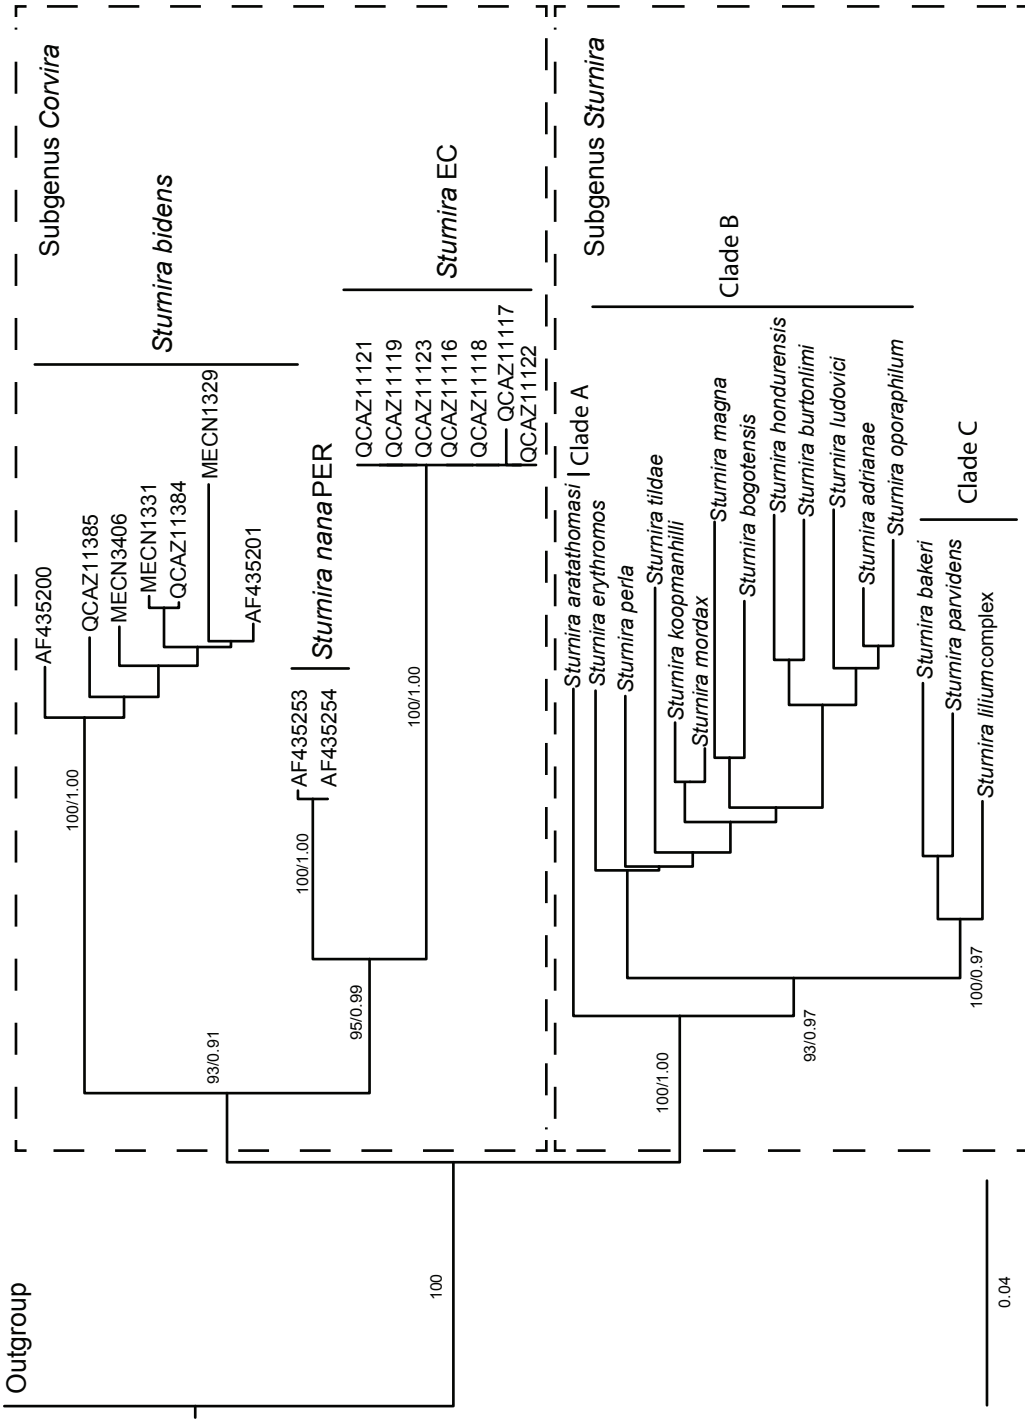 Outgroup
Subgenus Corvira
Sturnira bidens
AF435200
QCAZ11385
MECN3406
MECN1331
QCAZ11384
MECN1329
AF435201
100/1.00
Sturnira nana PER
AF435253
AF435254
100/1.00
Sturnira EC
QCAZ11121
QCAZ11119
QCAZ11123
QCAZ11116
QCAZ11118
QCAZ11117
QCAZ11122
100/1.00
93/0.91
95/0.99
100
Subgenus Sturnira
Sturnira aratathomasi
Clade A
Sturnira erythromos
Sturnira perla
Sturnira tildae
Sturnira koopmanhilli
Sturnira mordax
Sturnira magna
Sturnira bogotensis
Sturnira hondurensis
Sturnira burtonlimi
Sturnira ludovici
Sturnira adrianae
Sturnira oporaphilum
Clade B
Sturnira bakeri
Sturnira parvidens
Sturnira lilium complex
Clade C
100/1.00
93/0.97
100/0.97
0.04